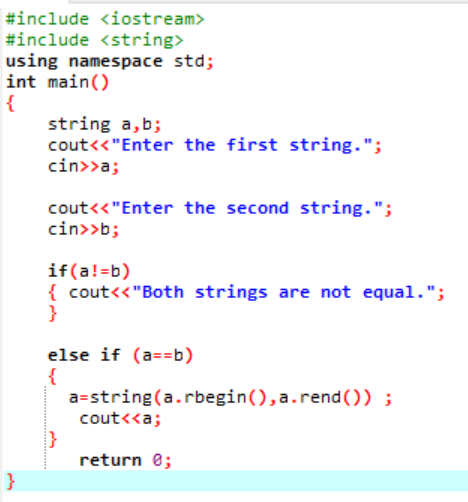 #include <iostream>
#include <string>
using namespace std;
int main()
{
    string a,b;
    cout<<"Enter the first string.";
    cin>>a;

    cout<<"Enter the second string.";
    cin>>b;

    if(a!=b)
    { cout<<"Both strings are not equal.";
    }

    else if (a==b)
    {
      a=string(a.rbegin(),a.rend()) ;
       cout<<a;
    }
       return 0;
}